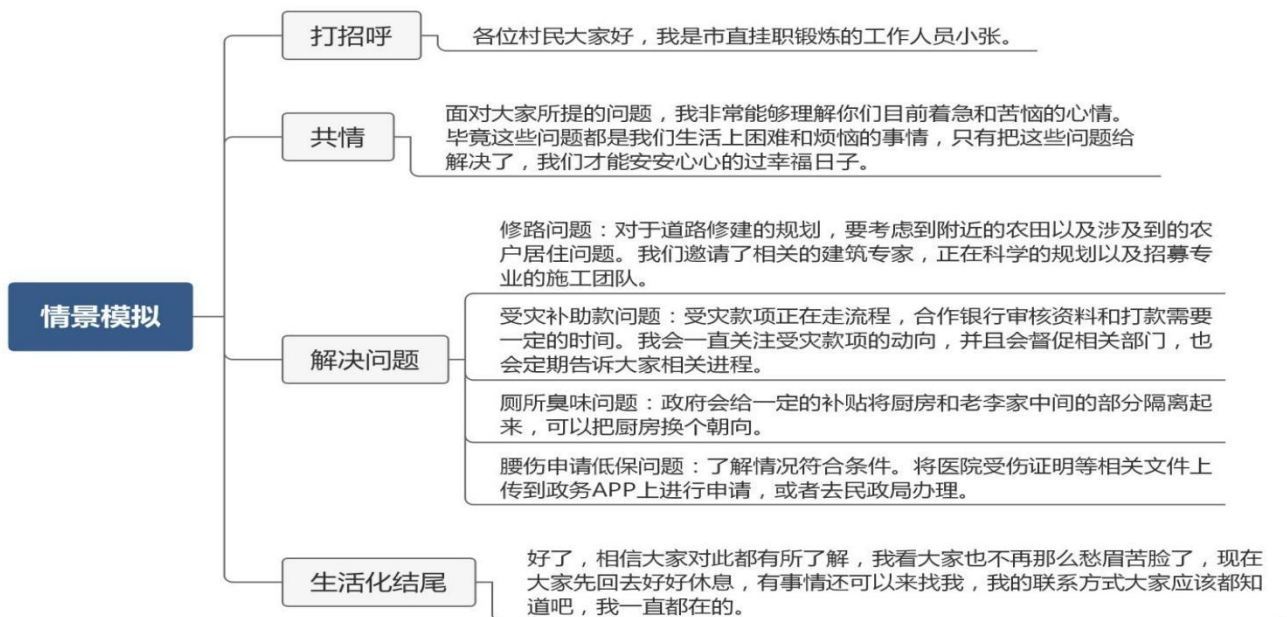 情景模拟
打招呼
各位村民大家好，我是市直挂职锻炼的工作人员小张。
共情
面对大家所提的问题，我非常能够理解你们目前着急和苦恼的心情。
毕竟这些问题都是我们生活上困难和烦恼的事情，只有把这些问题给
解决了，我们才能安安心心的过幸福日子。
解决问题
修路问题：对于道路修建的规划，要考虑到附近的农田以及涉及到的农
户居住问题。我们邀请了相关的建筑专家，正在科学的规划以及招募专
业的施工团队。
受灾补助款问题：受灾款项正在走流程，合作银行审核资料和打款需要
一定的时间。我会一直关注受灾款项的动向，并且会督促相关部门，也
会定期告诉大家相关进程。
厕所臭味问题：政府会给一定的补贴将厨房和老李家中间的部分隔离起
来，可以把厨房换个朝向。
腰伤申请低保问题：了解情况符合条件。将医院受伤证明等相关文件上
传到政务APP上进行申请，或者去民政局办理。
生活化结尾
好了，相信大家对此都有所了解，我看大家也不再那么愁眉苦脸了，现在
大家先回去好好休息，有事情还可以来找我，我的联系方式大家应该都知
道吧，我一直都在的。